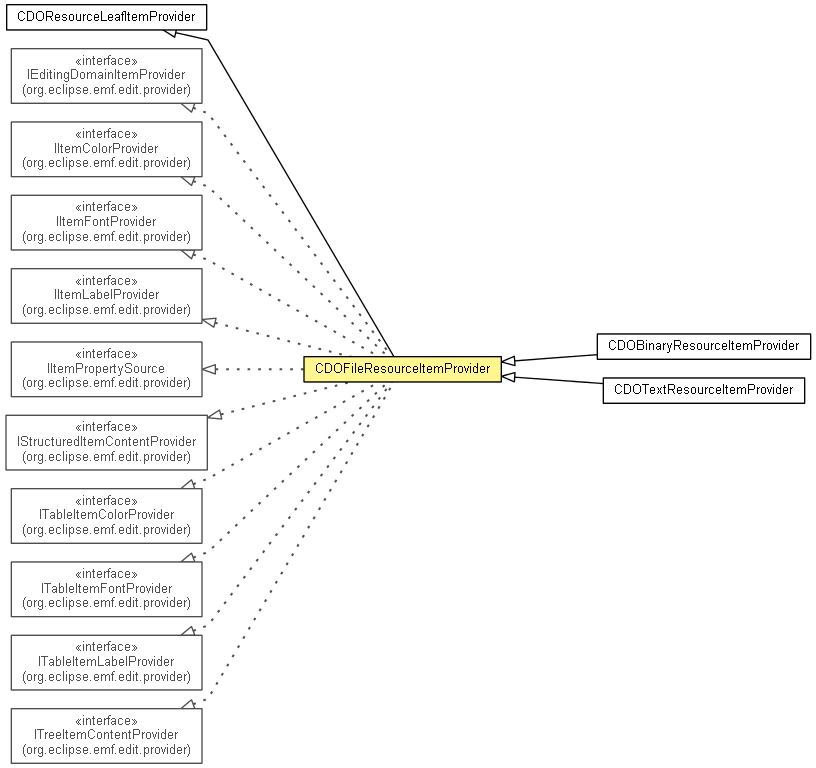 CDOResourceLeafItemProvider
«interface»
IEditingDomainItemProvider
(org.eclipse.emf.edit.provider)
«interface»
IItemColorProvider
(org.eclipse.emf.edit.provider)
«interface»
IItemFontProvider
(org.eclipse.emf.edit.provider)
«interface»
IItemLabelProvider
(org.eclipse.emf.edit.provider)
«interface»
IItemPropertySource
(org.eclipse.emf.edit.provider)
«interface»
IStructuredItemContentProvider
(org.eclipse.emf.edit.provider)
«interface»
ITableItemColorProvider
(org.eclipse.emf.edit.provider)
«interface»
ITableItemFontProvider
(org.eclipse.emf.edit.provider)
«interface»
ITableItemLabelProvider
(org.eclipse.emf.edit.provider)
«interface»
ITreeItemContentProvider
(org.eclipse.emf.edit.provider)
CDOFileResourceItemProvider
CDOBinaryResourceItemProvider
CDOTextResourceItemProvider